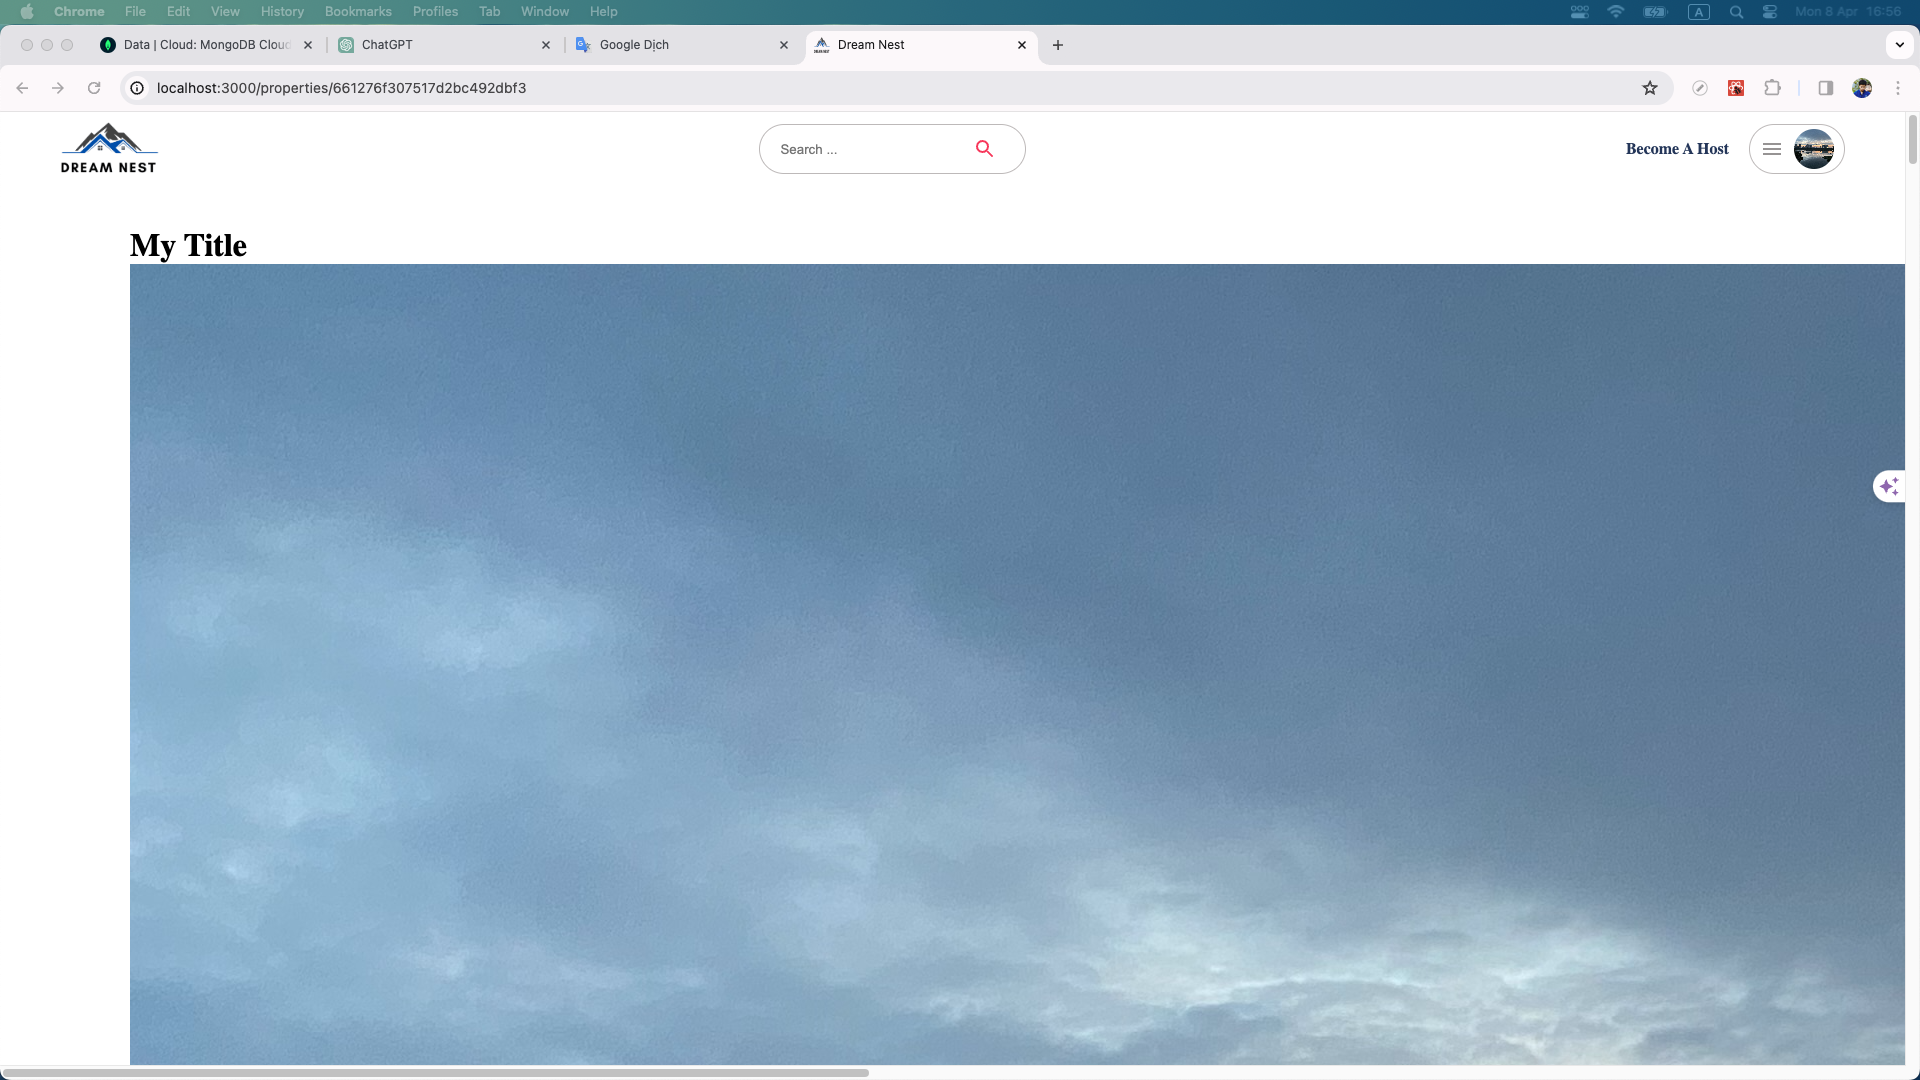 Chrome File Edit View History Bookmarks Profiles Tab Window Help A Mon 8 Apr 16:56
Data | Cloud: MongoDB Cloud ChatGPT Google Dịch Dream Nest
localhost:3000/properties/661276f307517d2bc492dbf3
DREAM NEST
Search ...
Become A Host
My Title